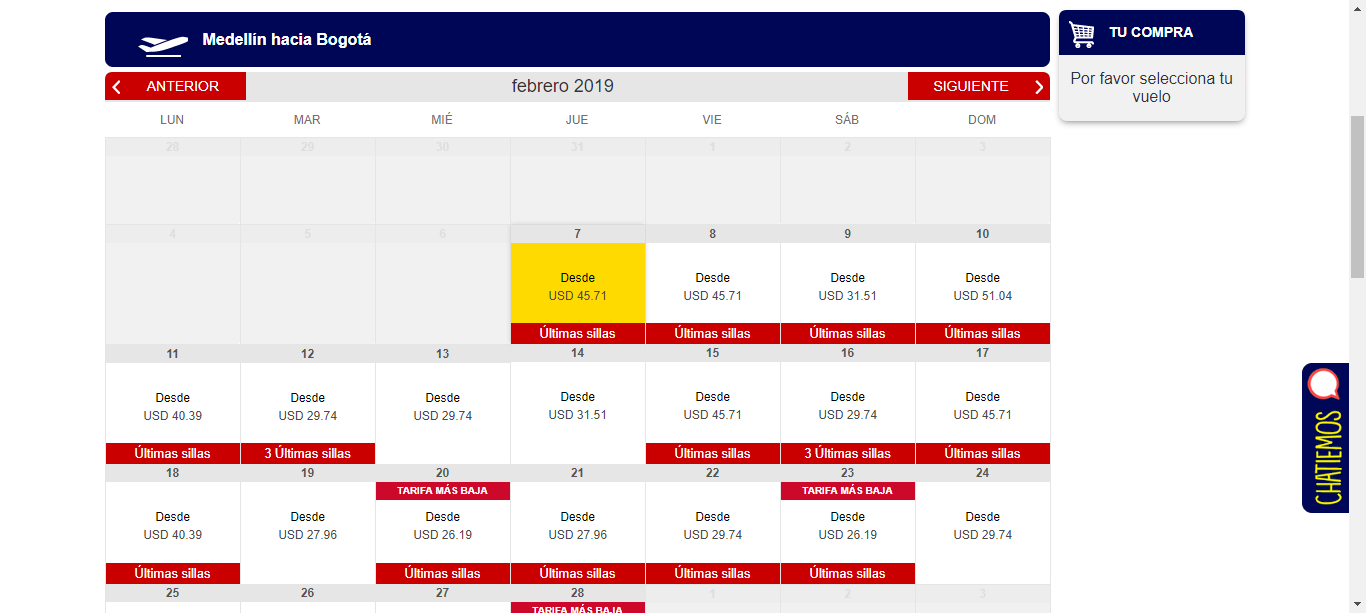 Medellín hacia Bogotá
TU COMPRA
Por favor selecciona tu
vuelo
ANTERIOR
febrero 2019
SIGUIENTE
LUN MAR MIÉ JUE VIE SÁB DOM
28 29 30 31 1 2 3
4 5 6 7 8 9 10
Desde Desde Desde Desde
USD 45.71 USD 45.71 USD 31.51 USD 51.04
Últimas sillas Últimas sillas Últimas sillas Últimas sillas
11 12 13 14 15 16 17
Desde Desde Desde Desde Desde Desde Desde
USD 40.39 USD 29.74 USD 29.74 USD 31.51 USD 45.71 USD 29.74 USD 45.71
Últimas sillas 3 Últimas sillas Últimas sillas 3 Últimas sillas Últimas sillas
18 19 20 21 22 23 24
TARIFA MÁS BAJA TARIFA MÁS BAJA
Desde Desde Desde Desde Desde Desde Desde
USD 40.39 USD 27.96 USD 26.19 USD 27.96 USD 29.74 USD 26.19 USD 29.74
Últimas sillas Últimas sillas Últimas sillas Últimas sillas Últimas sillas
25 26 27 28 1 2 3
TARIFA MÁS BAJA
CHATIEMOS